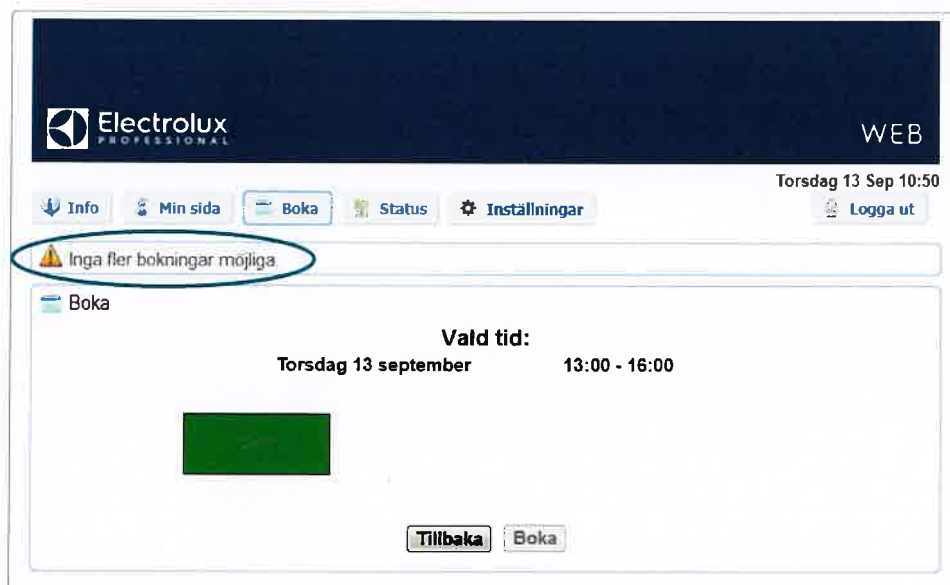 Electrolux
PROFESSIONAL
WEB
Torsdag 13 Sep 10:50
Info Min sida Boka Status Inställningar Logga ut
Inga fler bokningar möjliga.
Boka
Vald tid:
Torsdag 13 september 13:00 - 16:00
Tillbaka Boka